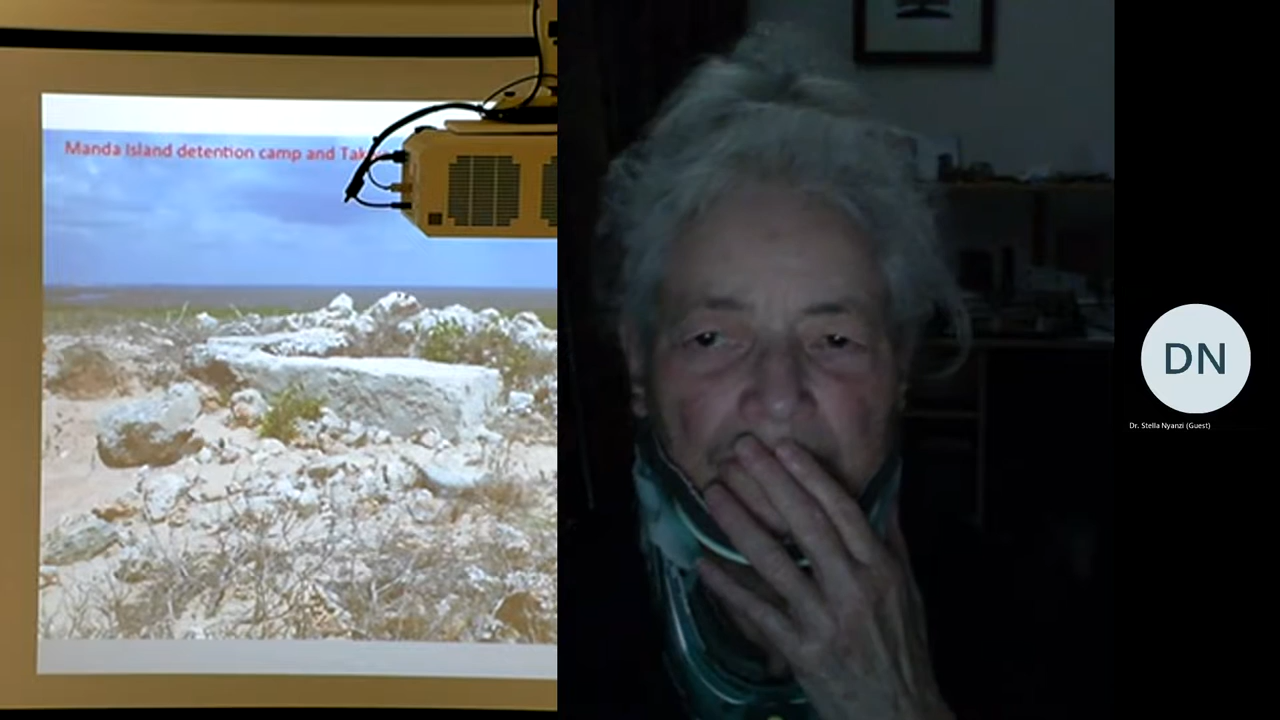 Manda Island detention camp and
DN
Dr. Stella Nyanzi (Guest)